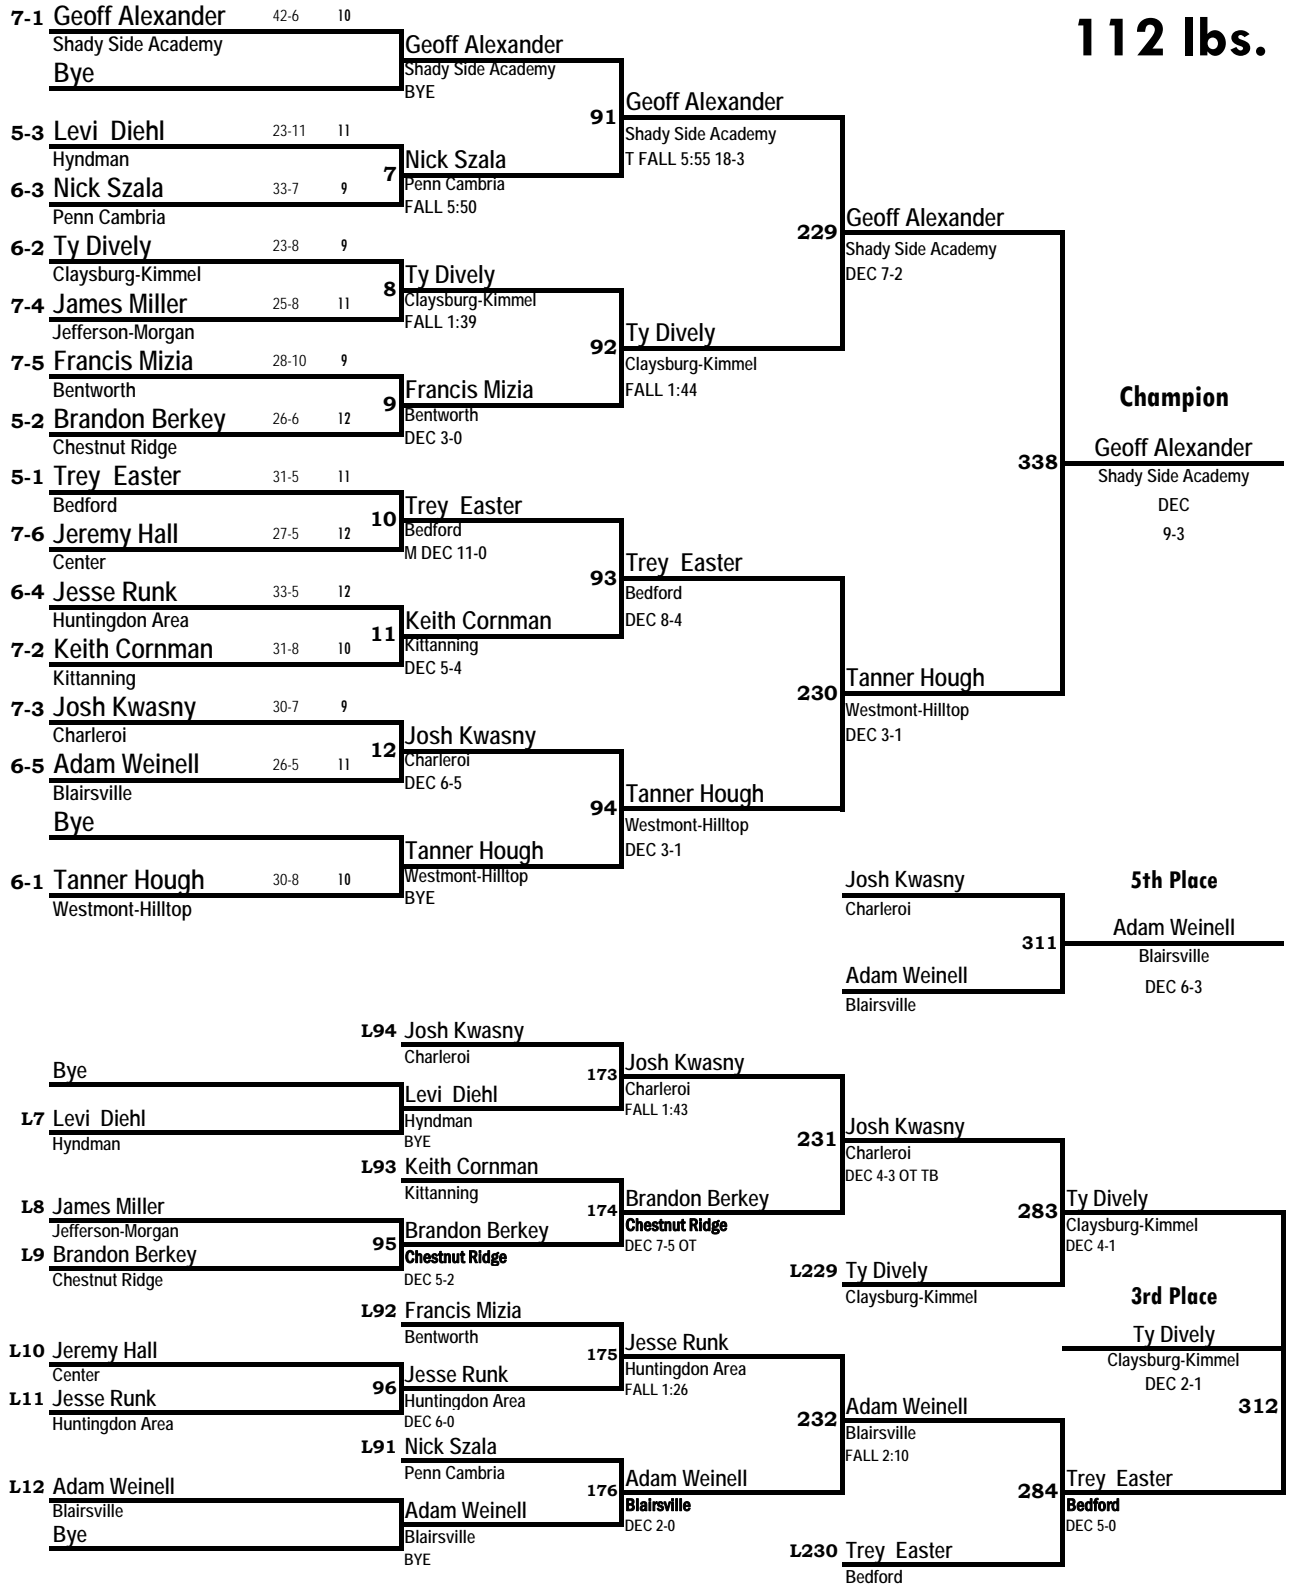 112 lbs.
7-1 Geoff Alexander 42-6 10
Shady Side Academy
Bye
5-3 Levi Diehl 23-11 11
Hyndman
6-3 Nick Szala 33-7 9
Penn Cambria
6-2 Ty Dively 23-8 9
Claysburg-Kimmel
7-4 James Miller 25-8 11
Jefferson-Morgan
7-5 Francis Mizia 28-10 9
Bentworth
5-2 Brandon Berkey 26-6 12
Chestnut Ridge
5-1 Trey Easter 31-5 11
Bedford
7-6 Jeremy Hall 27-5 12
Center
6-4 Jesse Runk 33-5 12
Huntingdon Area
7-2 Keith Cornman 31-8 10
Kittanning
7-3 Josh Kwasny 30-7 9
Charleroi
6-5 Adam Weinell 26-5 11
Blairsville
Bye
6-1 Tanner Hough 30-8 10
Westmont-Hilltop
Geoff Alexander
Shady Side Academy
BYE
7 Nick Szala
Penn Cambria
FALL 5:50
8 Ty Dively
Claysburg-Kimmel
FALL 1:39
9 Francis Mizia
Bentworth
DEC 3-0
10 Trey Easter
Bedford
M DEC 11-0
11 Keith Cornman
Kittanning
DEC 5-4
12 Josh Kwasny
Charleroi
DEC 6-5
Tanner Hough
Westmont-Hilltop
BYE
91 Geoff Alexander
Shady Side Academy
T FALL 5:55 18-3
92 Ty Dively
Claysburg-Kimmel
FALL 1:44
93 Trey Easter
Bedford
DEC 8-4
94 Tanner Hough
Westmont-Hilltop
DEC 3-1
229 Geoff Alexander
Shady Side Academy
DEC 7-2
230 Tanner Hough
Westmont-Hilltop
DEC 3-1
338
Champion
Geoff Alexander
Shady Side Academy
DEC
9-3
Josh Kwasny
Charleroi
311
Adam Weinell
Blairsville
5th Place
Adam Weinell
Blairsville
DEC 6-3
Bye
L7 Levi Diehl
Hyndman
L8 James Miller
Jefferson-Morgan
L9 Brandon Berkey
Chestnut Ridge
L10 Jeremy Hall
Center
L11 Jesse Runk
Huntingdon Area
L12 Adam Weinell
Blairsville
Bye
L94 Josh Kwasny
Charleroi
Levi Diehl
Hyndman
BYE
L93 Keith Cornman
Kittanning
95 Brandon Berkey
Chestnut Ridge
DEC 5-2
L92 Francis Mizia
Bentworth
96 Jesse Runk
Huntingdon Area
DEC 6-0
L91 Nick Szala
Penn Cambria
Adam Weinell
Blairsville
BYE
173 Josh Kwasny
Charleroi
FALL 1:43
174 Brandon Berkey
Chestnut Ridge
DEC 7-5 OT
175 Jesse Runk
Huntingdon Area
FALL 1:26
176 Adam Weinell
Blairsville
DEC 2-0
231 Josh Kwasny
Charleroi
DEC 4-3 OT TB
L229 Ty Dively
Claysburg-Kimmel
232 Adam Weinell
Blairsville
FALL 2:10
L230 Trey Easter
Bedford
283 Ty Dively
Claysburg-Kimmel
DEC 4-1
3rd Place
Ty Dively
Claysburg-Kimmel
DEC 2-1
312
284 Trey Easter
Bedford
DEC 5-0